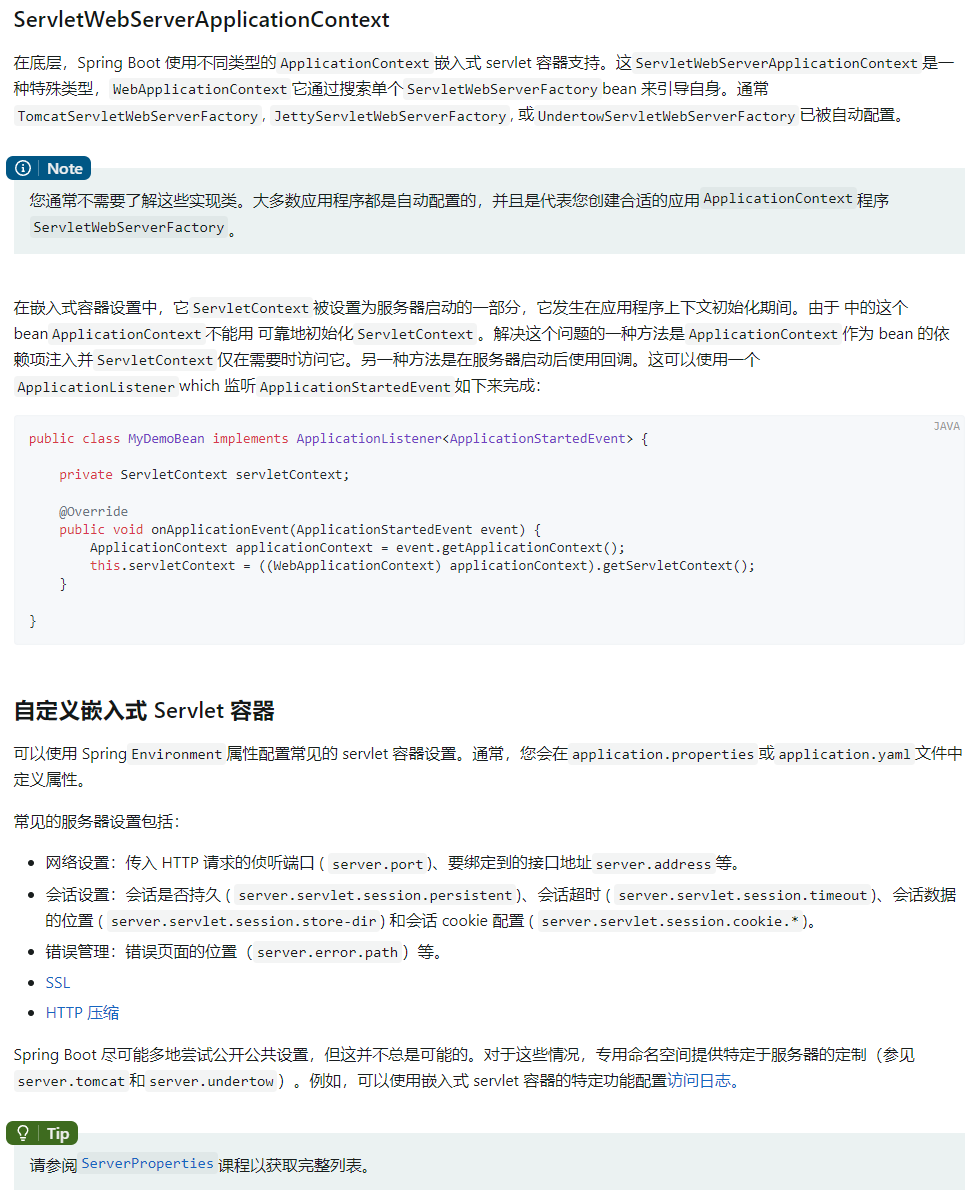 ServletWebServerApplicationContext
在底层，Spring Boot 使用不同类型的 ApplicationContext 嵌入式 servlet 容器支持。这 ServletWebServerApplicationContext 是一
种特殊类型， WebApplicationContext 它通过搜索单个 ServletWebServerFactory bean 来引导自身。通常
TomcatServletWebServerFactory , JettyServletWebServerFactory , 或 UndertowServletWebServerFactory 已被自动配置。
Note
您通常不需要了解这些实现类。大多数应用程序都是自动配置的，并且是代表您创建合适的应用 ApplicationContext 程序
ServletWebServerFactory 。
在嵌入式容器设置中，它 ServletContext 被设置为服务器启动的一部分，它发生在应用程序上下文初始化期间。由于 中的这个
bean ApplicationContext 不能用 可靠地初始化 ServletContext 。解决这个问题的一种方法是 ApplicationContext 作为 bean 的依
赖项注入并 ServletContext 仅在需要时访问它。另一种方法是在服务器启动后使用回调。这可以使用一个
ApplicationListener which 监听 ApplicationStartedEvent 如下来完成：
JAVA
public class MyDemoBean implements ApplicationListener<ApplicationStartedEvent> {
private ServletContext servletContext;
@Override
public void onApplicationEvent(ApplicationStartedEvent event) {
ApplicationContext applicationContext = event.getApplicationContext();
this.servletContext = ((WebApplicationContext) applicationContext).getServletContext();
}
}
自定义嵌入式 Servlet 容器
可以使用 Spring Environment 属性配置常见的 servlet 容器设置。通常，您会在 application.properties 或 application.yaml 文件中
定义属性。
常见的服务器设置包括：
• 网络设置：传入 HTTP 请求的侦听端口 ( server.port )、要绑定到的接口地址 server.address 等。
• 会话设置：会话是否持久 ( server.servlet.session.persistent )、会话超时 ( server.servlet.session.timeout )、会话数据
的位置 ( server.servlet.session.store-dir ) 和会话 cookie 配置 ( server.servlet.session.cookie.* )。
• 错误管理：错误页面的位置（ server.error.path ）等。
• SSL
• HTTP 压缩
Spring Boot 尽可能多地尝试公开公共设置，但这并不总是可能的。对于这些情况，专用命名空间提供特定于服务器的定制（参见
server.tomcat 和 server.undertow ）。例如，可以使用嵌入式 servlet 容器的特定功能配置访问日志。
Tip
请参阅 ServerProperties 课程以获取完整列表。